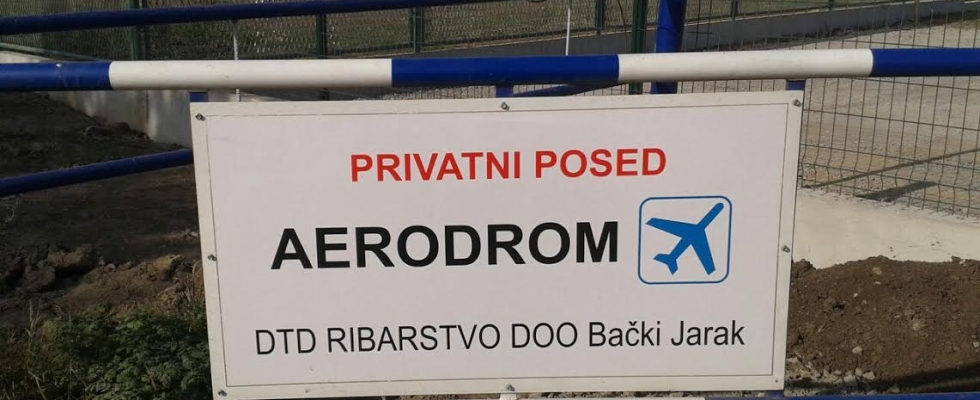 PRIVATNI POSED
AERODROM
DTD RIBARSTVO DOO Bački Jarak